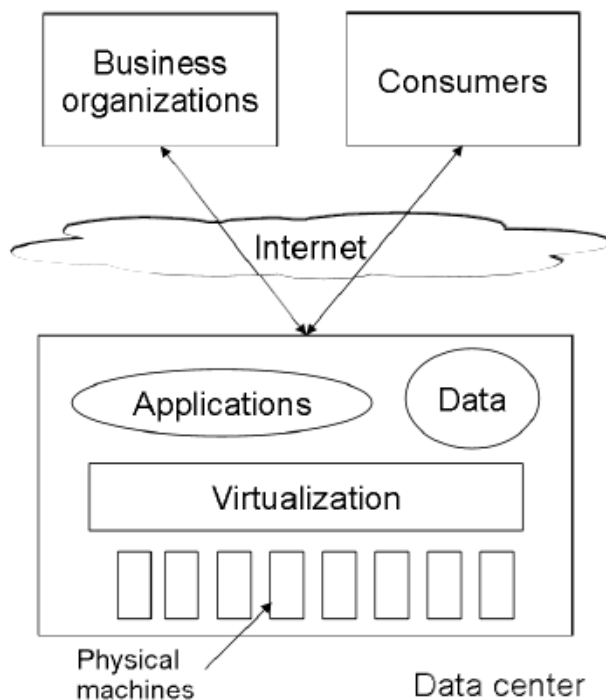 Business
organizations
Consumers
Internet
Applications
Data
Virtualization
Physical
machines
Data center